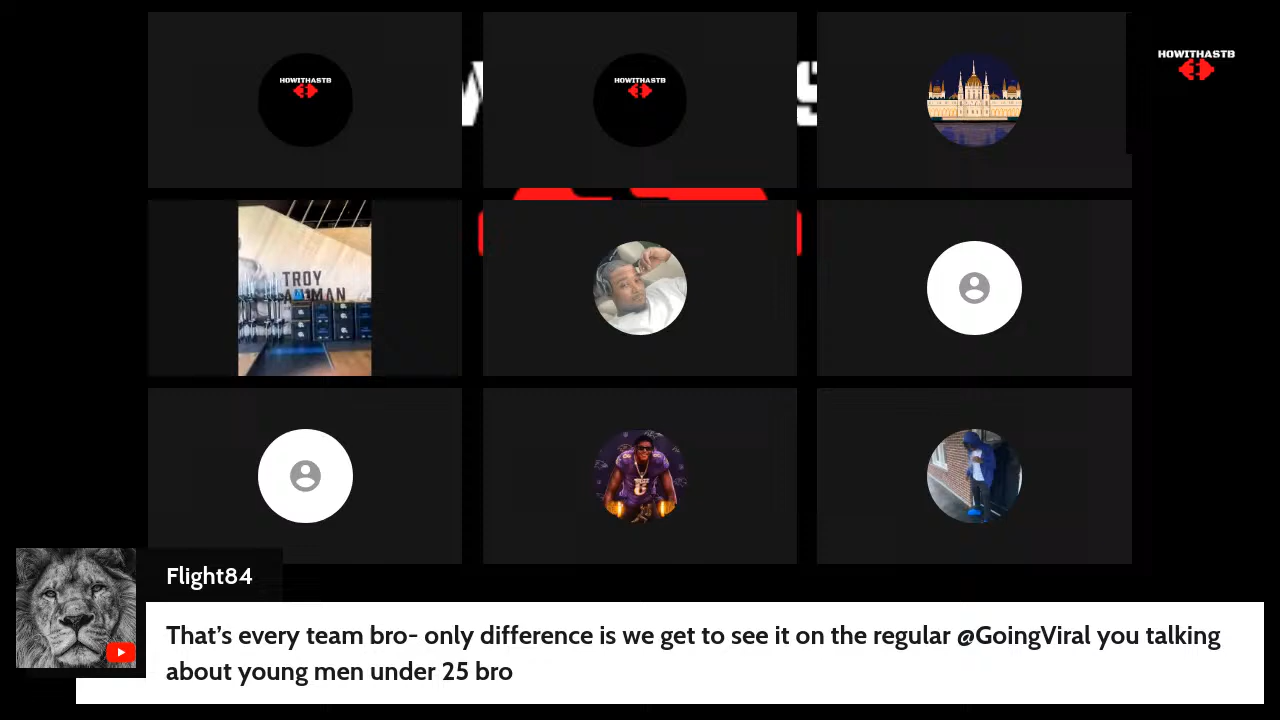 HOWITHASTB
HOWITHASTB
HOWITHASTB
TROY
Flight84
That's every team bro- only difference is we get to see it on the regular @GoingViral you talking
about young men under 25 bro